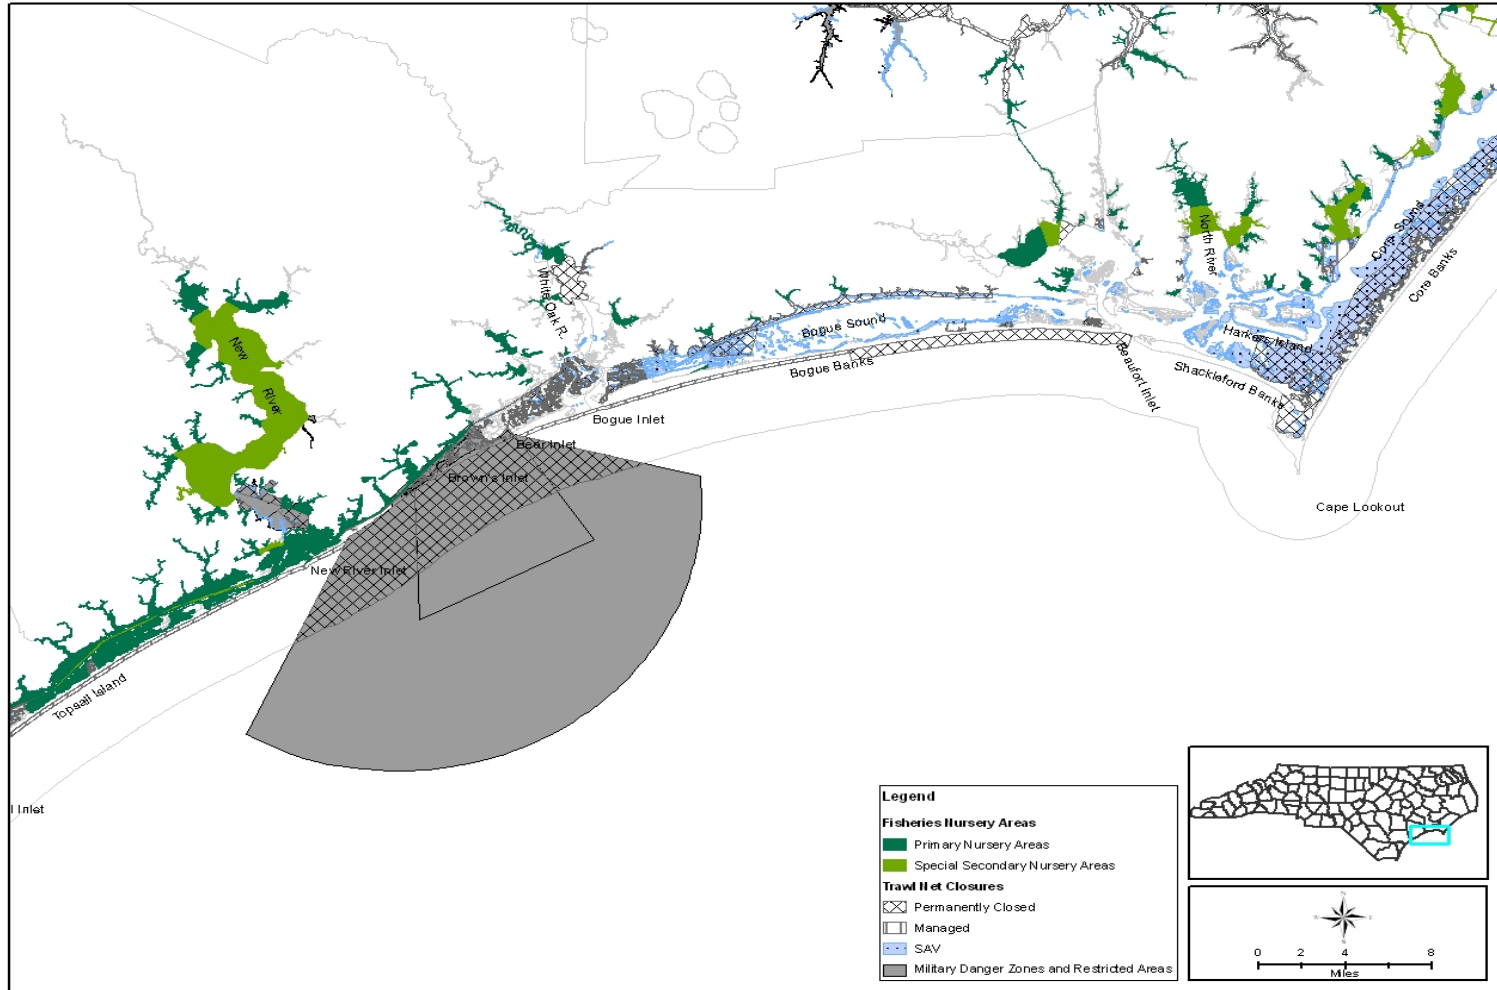 North River
Core Sound
Core Banks
White Oak R.
New
River
Bogue Sound
Harkers Island
Bogue Banks
Beaufort Inlet
Shackleford Banks
Bogue Inlet
Bear Inlet
Brown's Inlet
Cape Lookout
New River Inlet
Topsail Island
l Inlet
Legend
Fisheries Nursery Areas
Primary Nursery Areas
Special Secondary Nursery Areas
Trawl Net Closures
Permanently Closed
Managed
SAV
Military Danger Zones and Restricted Areas
N
W
E
S
0 2 4 8
Miles